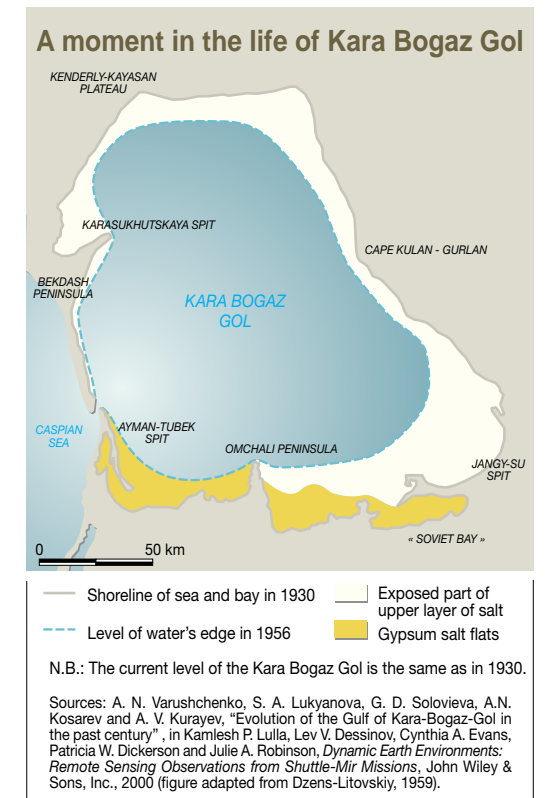 A moment in the life of Kara Bogaz Gol
KENDERLY-KAYASAN
PLATEAU
KARASUKHUTSKAYA SPIT
CAPE KULAN - GURLAN
BEKDASH
PENINSULA
KARA BOGAZ
GOL
CASPIAN
SEA
AYMAN-TUBEK
SPIT
OMCHALI PENINSULA
JANGY-SU
SPIT
« SOVIET BAY »
0 50 km
Shoreline of sea and bay in 1930
Exposed part of
upper layer of salt
Level of water's edge in 1956
Gypsum salt flats
N.B.: The current level of the Kara Bogaz Gol is the same as in 1930.
Sources: A. N. Varushchenko, S. A. Lukyanova, G. D. Solovieva, A.N.
Kosarev and A. V. Kurayev, “Evolution of the Gulf of Kara-Bogaz-Gol in
the past century” , in Kamlesh P. Lulla, Lev V. Dessinov, Cynthia A. Evans,
Patricia W. Dickerson and Julie A. Robinson, Dynamic Earth Environments:
Remote Sensing Observations from Shuttle-Mir Missions, John Wiley &
Sons, Inc., 2000 (figure adapted from Dzens-Litovskiy, 1959).